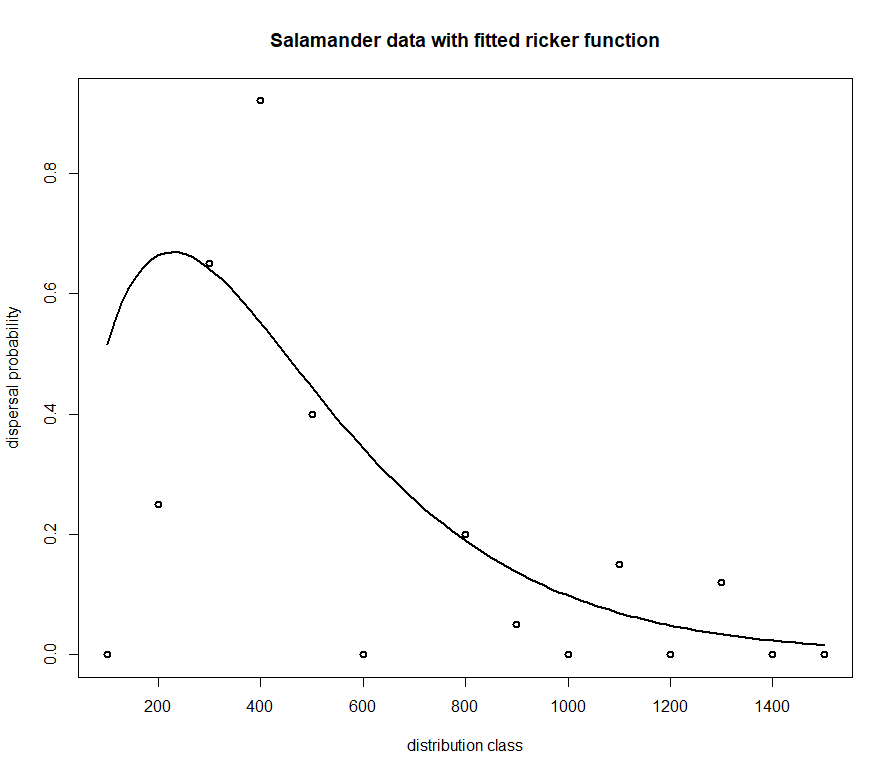 Salamander data with fitted ricker function
dispersal probability
0.8
0.6
0.4
0.2
0.0
200 400 600 800 1000 1200 1400
distribution class